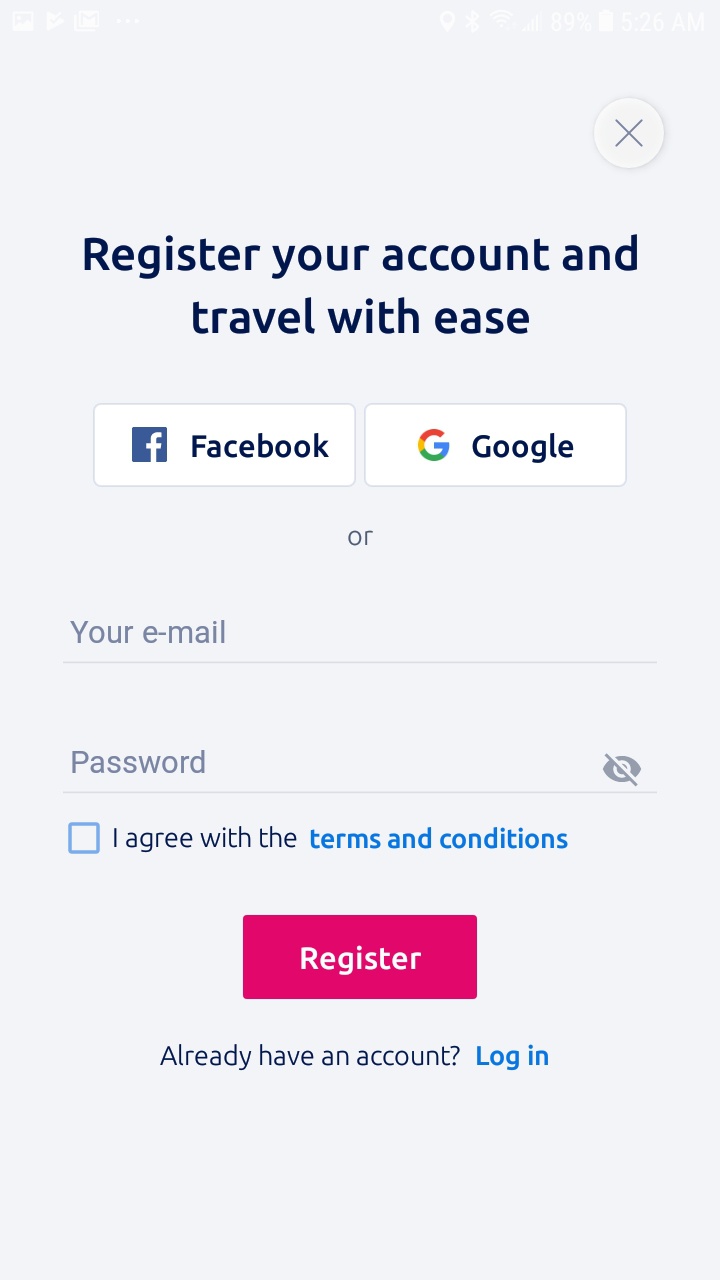 89% 5:26 AM
Register your account and
travel with ease
Facebook Google
or
Your e-mail
Password
I agree with the terms and conditions
Register
Already have an account? Log in